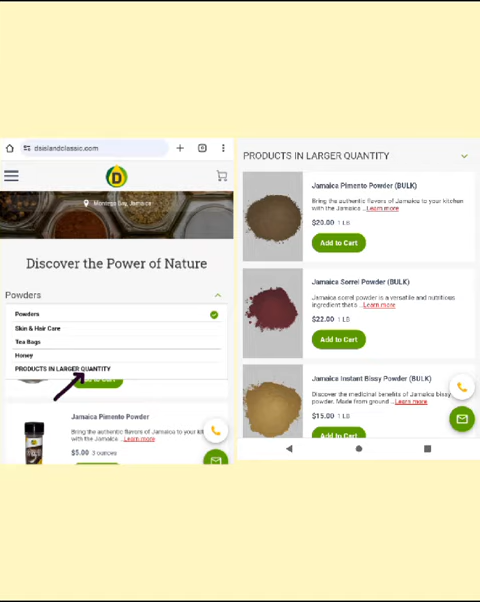 dsislandclassic.com
D
Montego Bay, Jamaica
Discover the Power of Nature
Powders
Powders
Skin & Hair Care
Tea Bags
Honey
PRODUCTS IN LARGER QUANTITY
Add to Cart
Jamaica Pimento Powder
Bring the authentic flavors of Jamaica to your kit
with the Jamaica ...Learn more
$5.00 3 ounces
PRODUCTS IN LARGER QUANTITY
Jamaica Pimento Powder (BULK)
Bring the authentic flavors of Jamaica to your kitchen
with the Jamaica ...Learn more
$20.00 1 LB
Add to Cart
Jamaica Sorrel Powder (BULK)
Jamaica sorrel powder is a versatile and nutritious
ingredient thats ...Learn more
$22.00 1 LB
Add to Cart
Jamaica Instant Bissy Powder (BULK)
Discover the medicinal benefits of Jamaica bissy
powder. Made from ground ...Learn more
$15.00 1 LB
Add to Cart